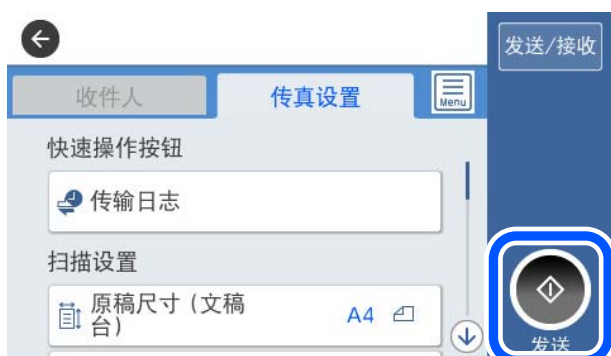 发送/接收
收件人
传真设置
Menu
快速操作按钮
传输日志
扫描设置
原稿尺寸（文稿
台）
A4
发送